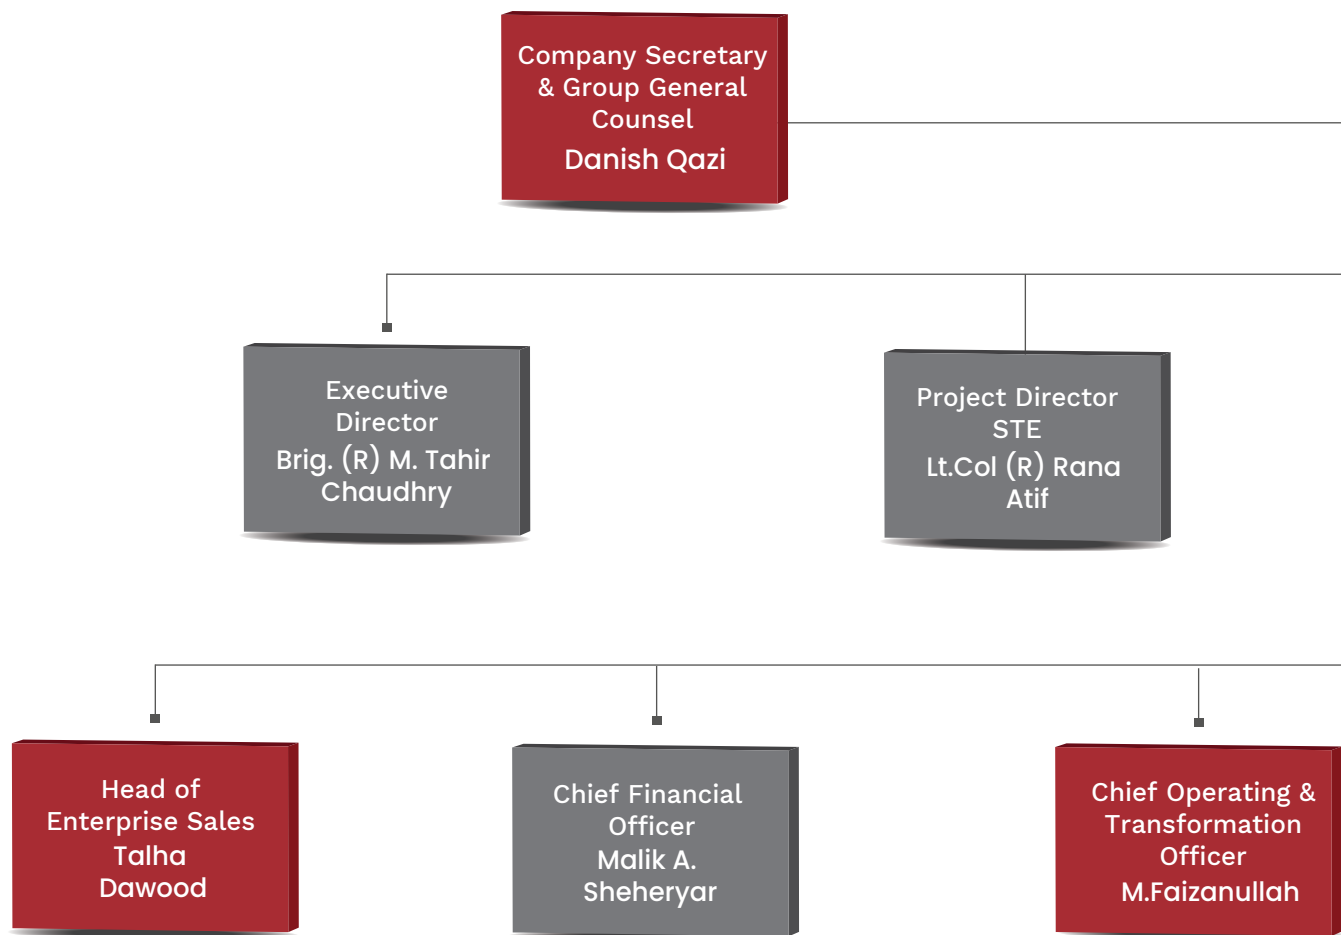 Company Secretary
& Group General
Counsel
Danish Qazi
Executive
Director
Brig. (R) M. Tahir
Chaudhry
Project Director
STE
Lt.Col (R) Rana
Atif
Head of
Enterprise Sales
Talha
Dawood
Chief Financial
Officer
Malik A.
Sheheryar
Chief Operating &
Transformation
Officer
M.Faizanullah